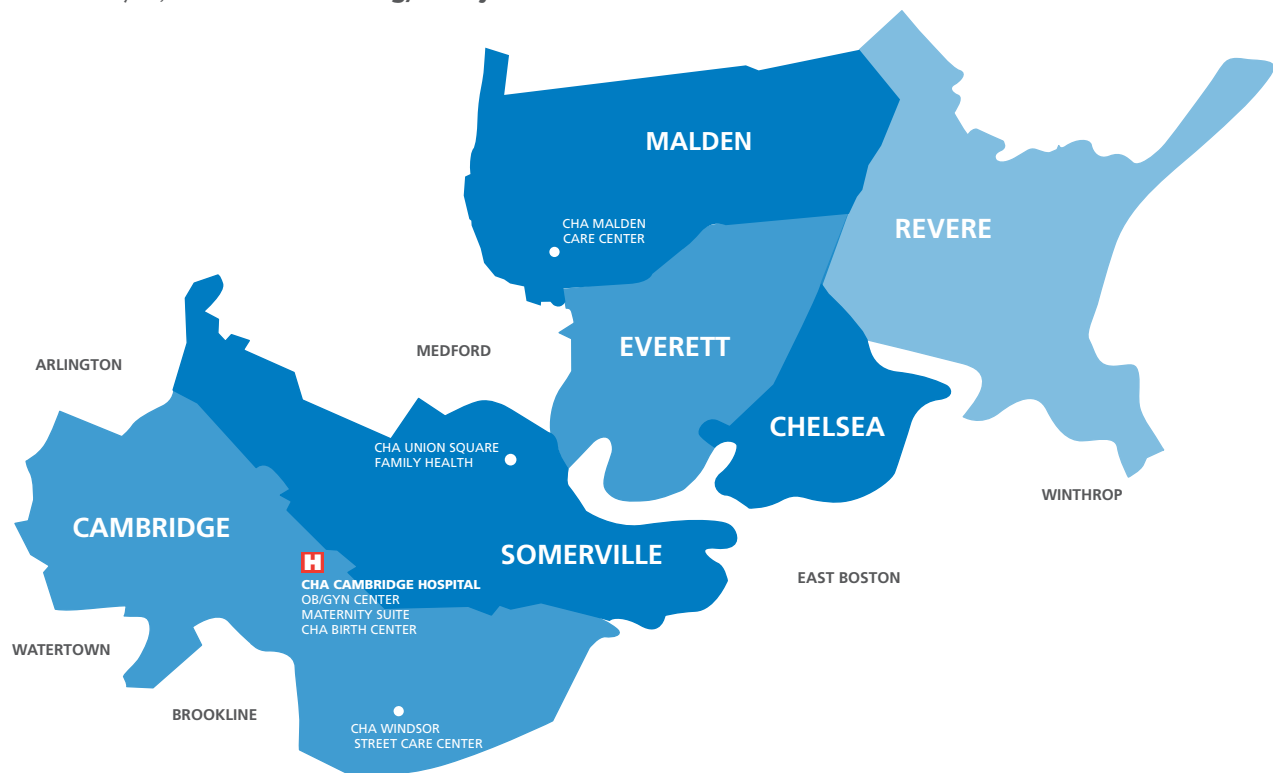 MALDEN
CHA MALDEN
CARE CENTER
REVERE
EVERETT
MEDFORD
ARLINGTON
CHELSEA
CHA UNION SQUARE
FAMILY HEALTH
WINTHROP
CAMBRIDGE
SOMERVILLE
H
CHA CAMBRIDGE HOSPITAL
OB/GYN CENTER
MATERNITY SUITE
CHA BIRTH CENTER
EAST BOSTON
WATERTOWN
BROOKLINE
CHA WINDSOR
STREET CARE CENTER